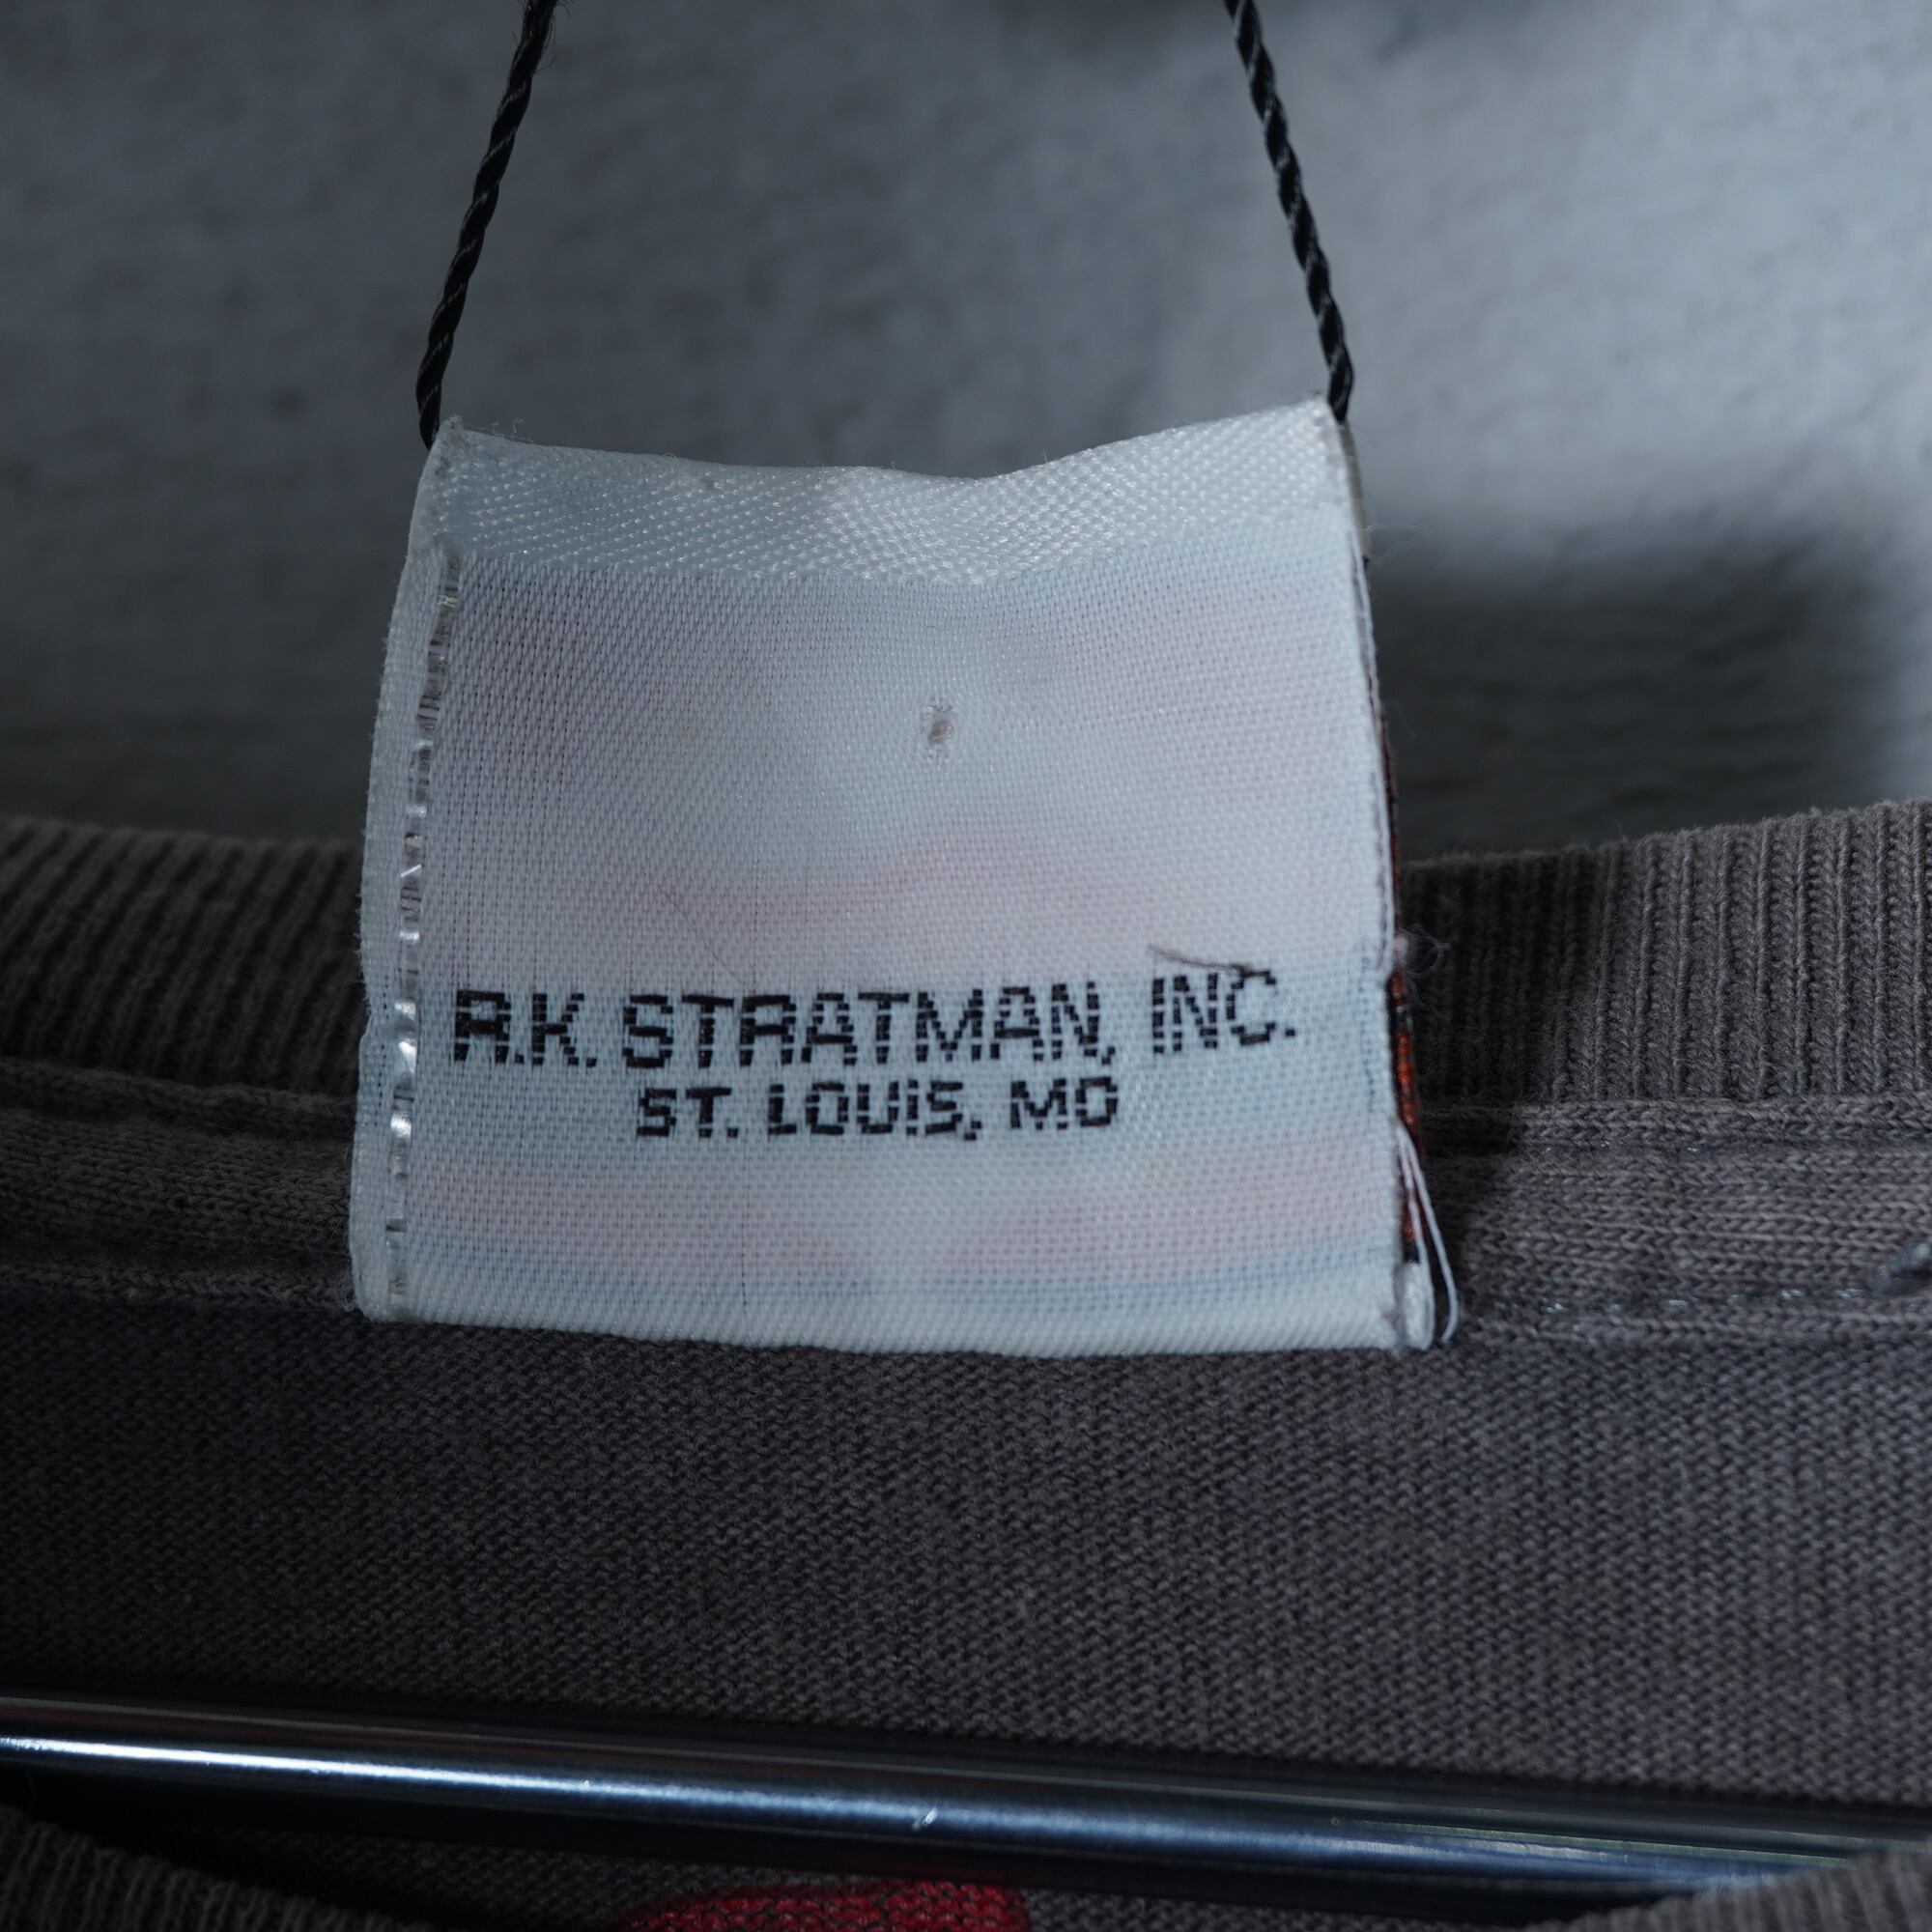 R.K. STRATMAN, INC.
ST. LOUIS, MO